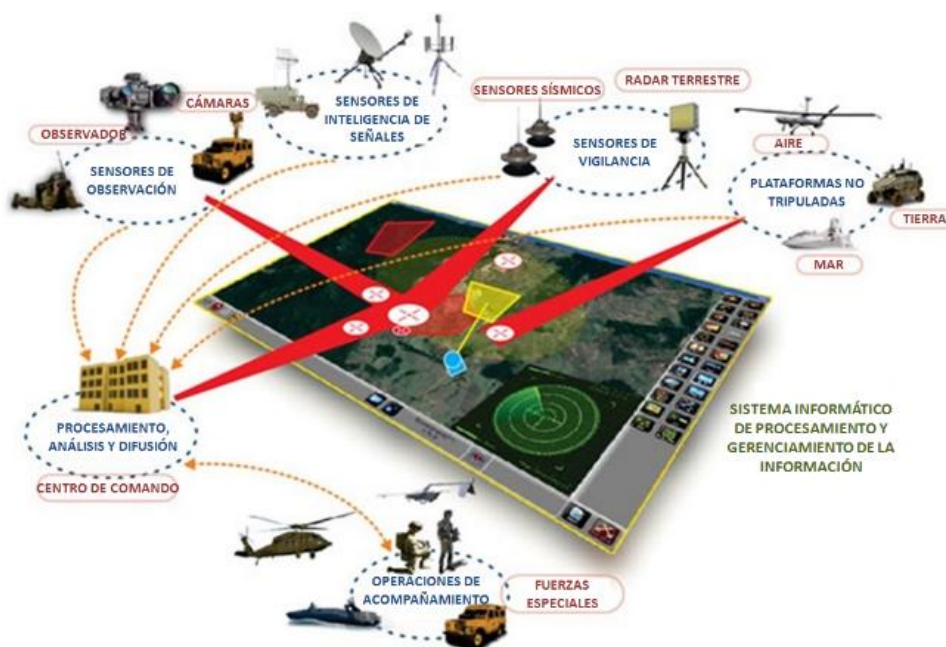 CÁMARAS
OBSERVADOR
SENSORES DE
OBSERVACIÓN
SENSORES DE
INTELIGENCIA DE
SEÑALES
SENSORES SÍSMICOS
RADAR TERRESTRE
SENSORES DE
VIGILANCIA
AIRE
PLATAFORMAS NO
TRIPULADAS
TIERRA
MAR
PROCESAMIENTO,
ANÁLISIS Y DIFUSIÓN
CENTRO DE COMANDO
SISTEMA INFORMÁTICO
DE PROCESAMIENTO Y
GERENCIAMIENTO DE LA
INFORMACIÓN
OPERACIONES DE
ACOMPAÑAMIENTO
FUERZAS
ESPECIALES